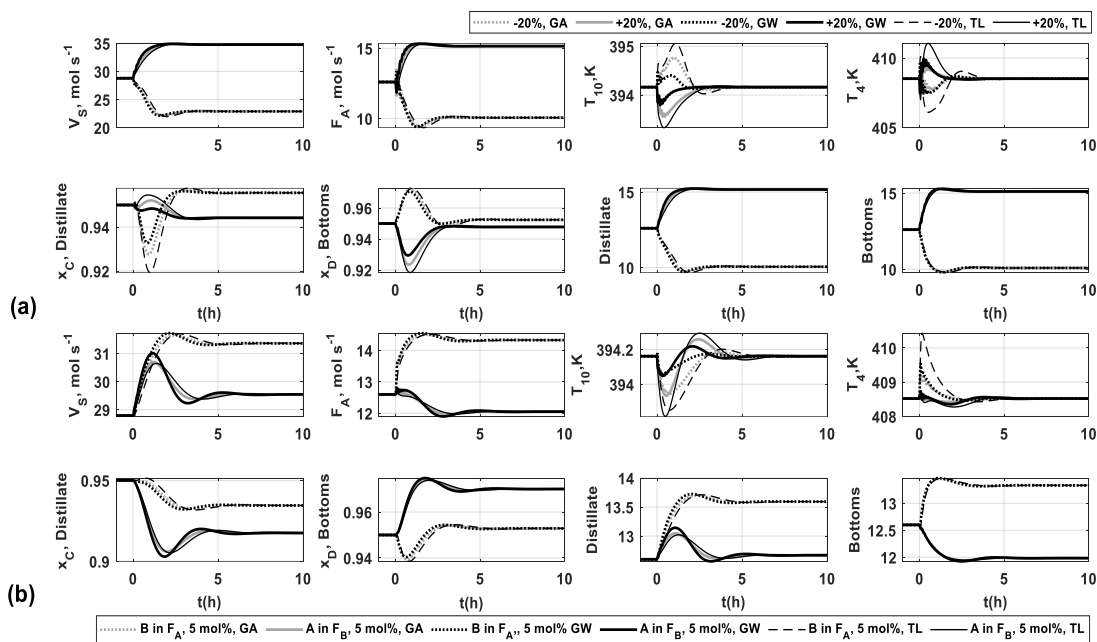 -20%, GA +20%, GA -20%, GW +20%, GW -20%, TL +20%, TL
35
30
25
20
0 5 10
V_S, mol s⁻¹
15
10
0 5 10
F_A, mol s⁻¹
395
394
0 5 10
T_10,K
410
405
0 5 10
T_4,K
0.94
0.92
0 5 10
x_C, Distillate
t(h)
0.96
0.94
0.92
0 5 10
x_D, Bottoms
t(h)
15
10
0 5 10
Distillate
t(h)
15
10
0 5 10
Bottoms
t(h)
(a)
31
30
29
0 5 10
V_S, mol s⁻¹
14
13
12
0 5 10
F_A, mol s⁻¹
394.2
394
0 5 10
T_10,K
410
409
408
0 5 10
T_4,K
0.95
0.9
0 5 10
x_C, Distillate
t(h)
0.96
0.94
0 5 10
x_D, Bottoms
t(h)
14
13.5
13
0 5 10
Distillate
t(h)
13
12.5
12
0 5 10
Bottoms
t(h)
(b)
B in F_A, 5 mol%, GA A in F_B, 5 mol%, GA B in F_A,, 5 mol% GW A in F_B, 5 mol%, GW B in F_A, 5 mol%, TL A in F_B, 5 mol%, TL